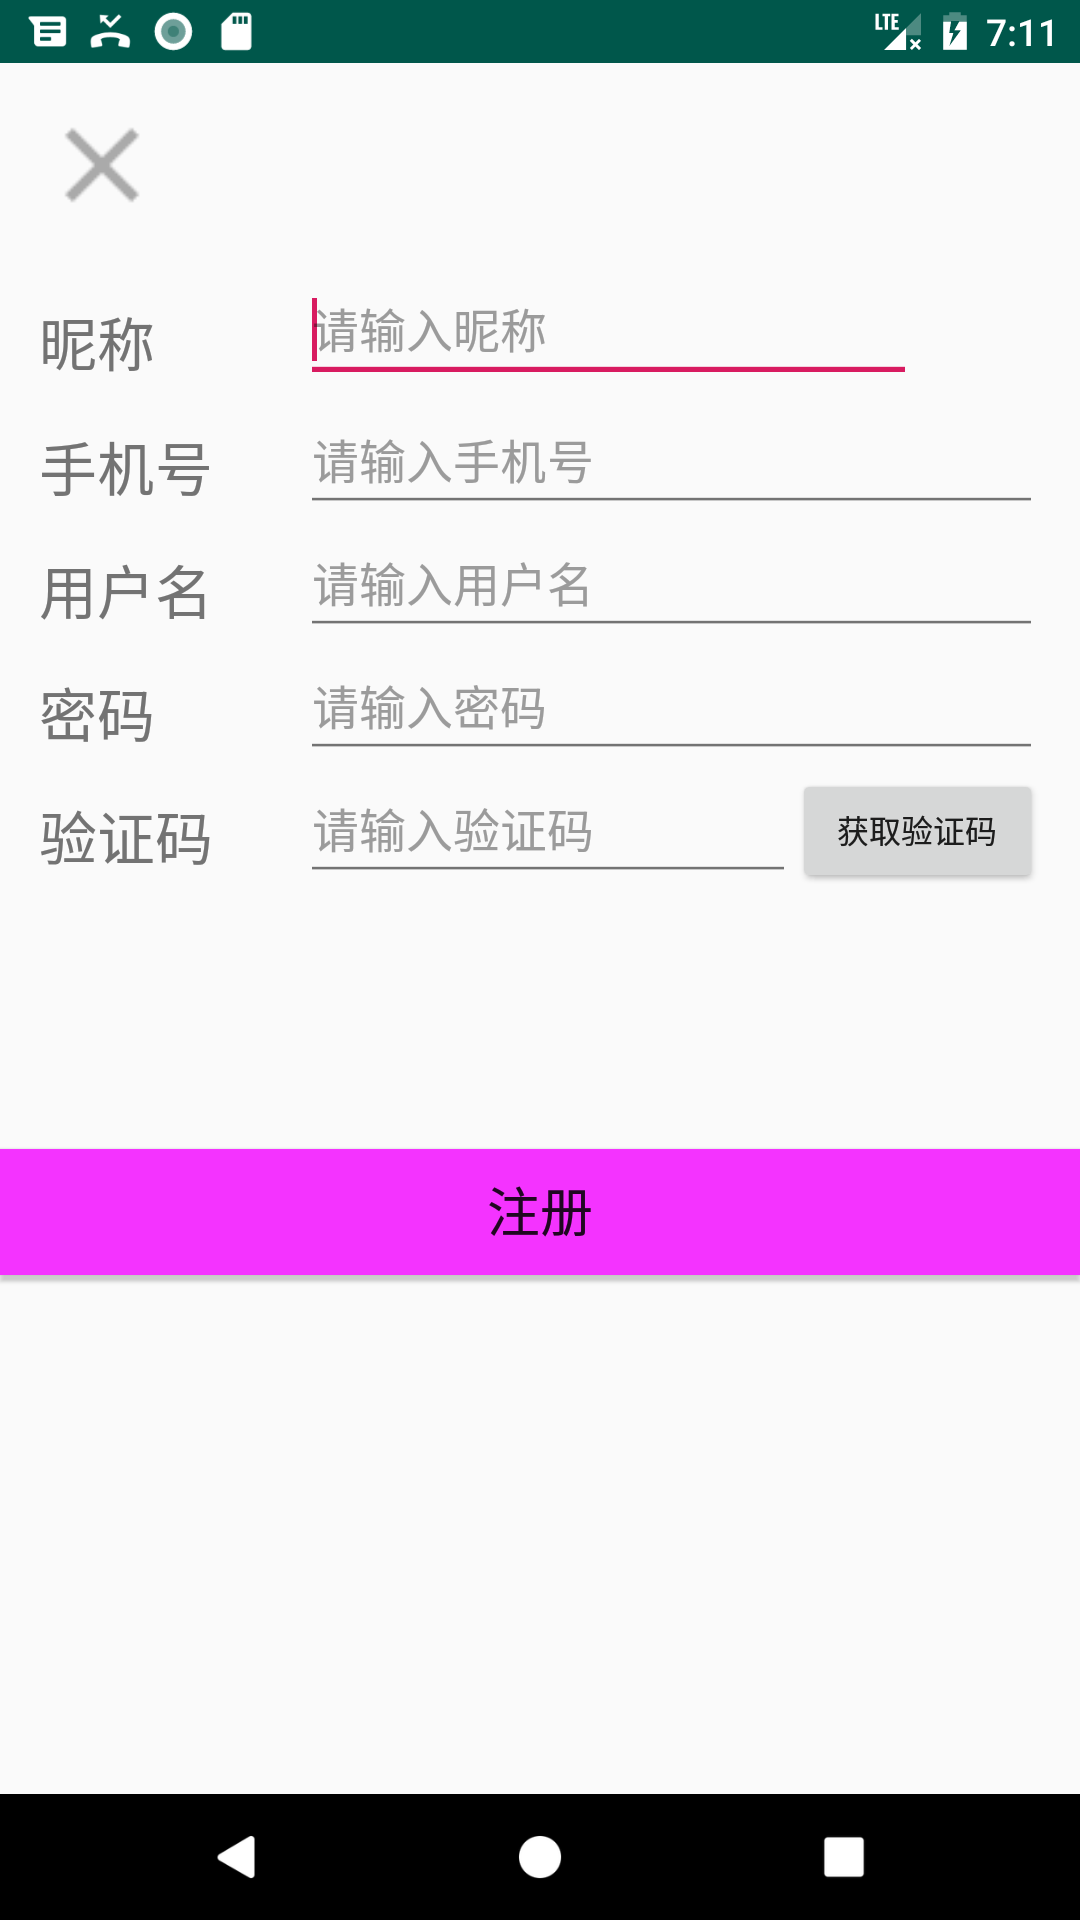 LTE 7:11
昵称 请输入昵称
手机号 请输入手机号
用户名 请输入用户名
密码 请输入密码
验证码 请输入验证码 获取验证码
注册